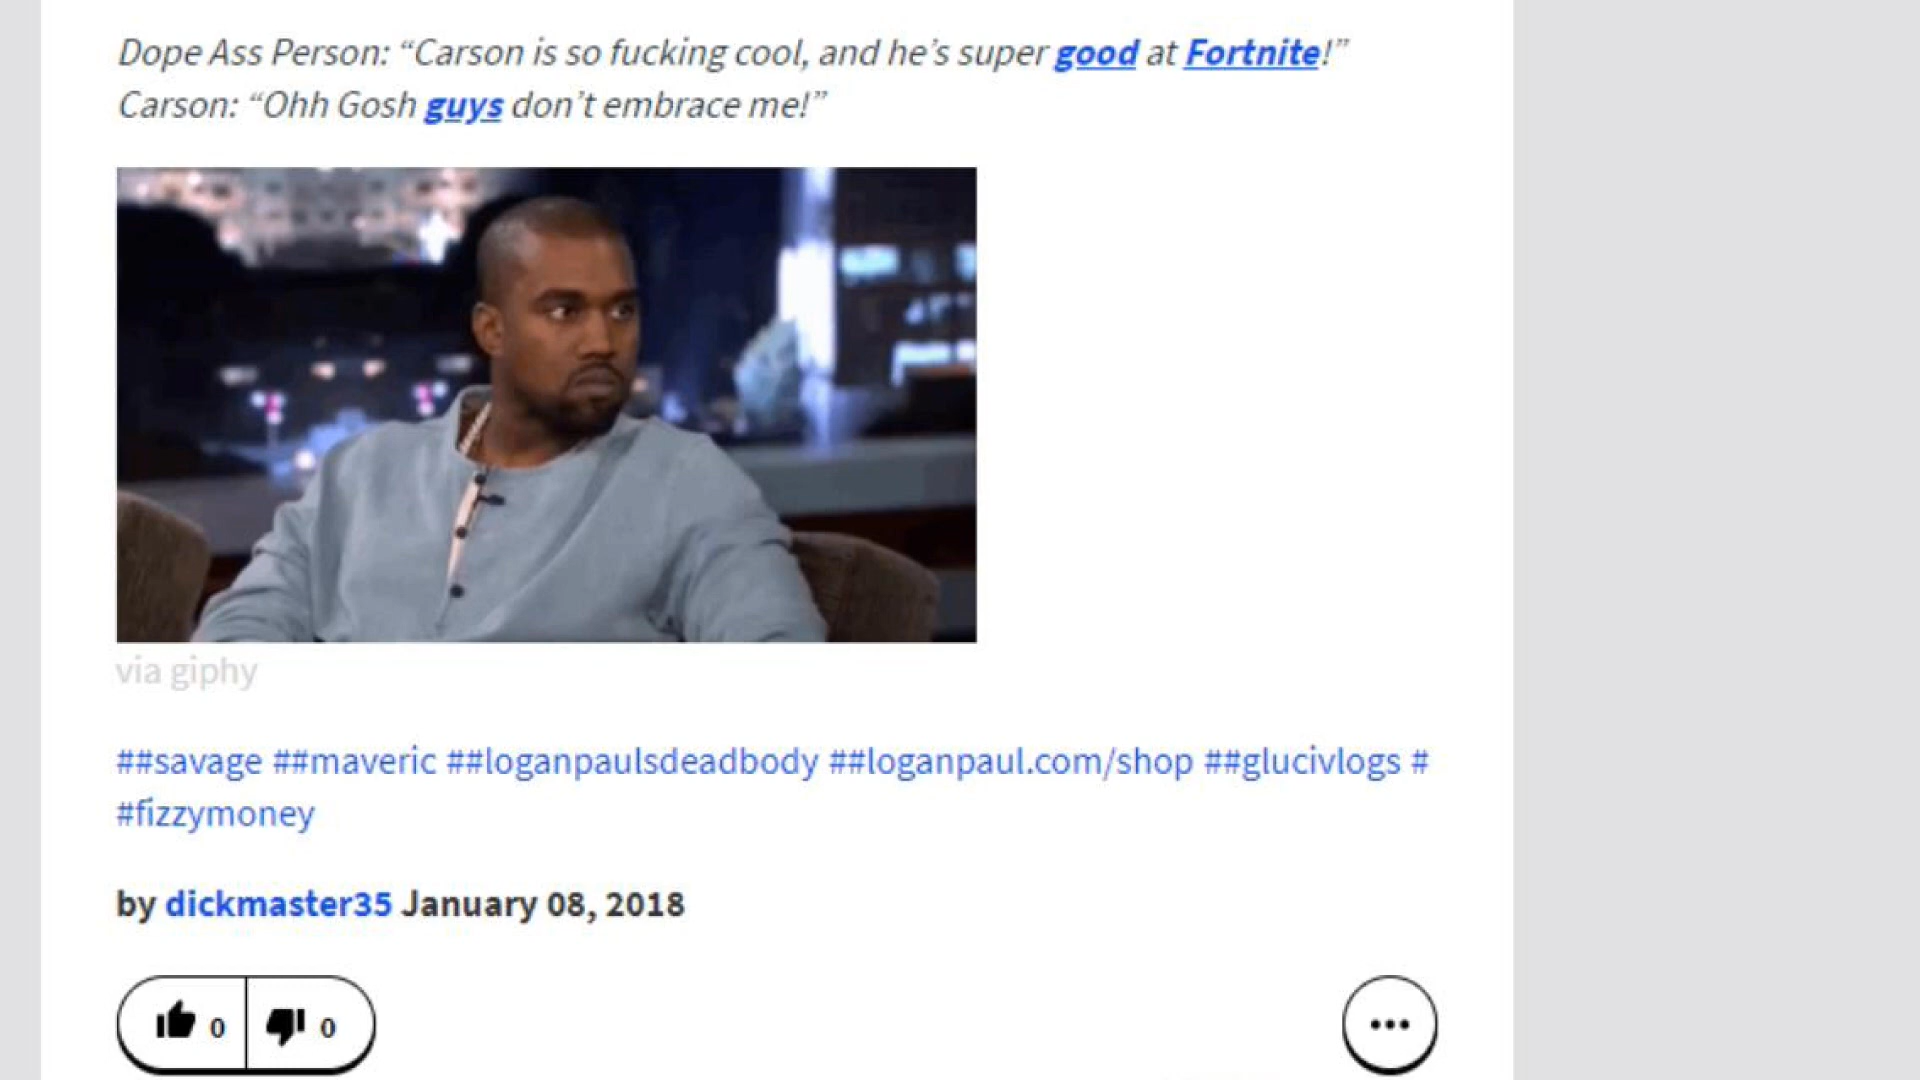 Dope Ass Person: “Carson is so fucking cool, and he’s super good at Fortnite!”
Carson: “Ohh Gosh guys don’t embrace me!”
via giphy
##savage ##maveric ##loganpaulsdeadbody ##loganpaul.com/shop ##glucivlogs #
#fizzymoney
by dickmaster35 January 08, 2018
0 0